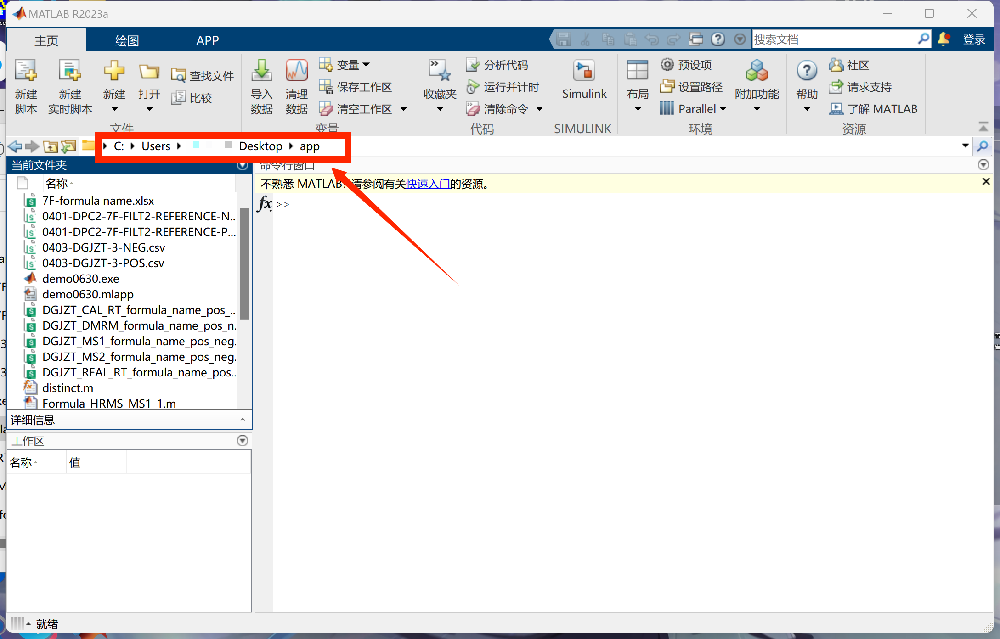 MATLAB R2023a
主页 绘图 APP 搜索文档 登录
新建脚本 新建实时脚本 新建 打开 查找文件 比较
文件
导入数据 清理数据 变量 保存工作区 清空工作区
变量
收藏夹 分析代码 运行并计时 清除命令
代码
Simulink
SIMULINK
布局 预设项 设置路径 Parallel 附加功能
环境
帮助 社区 请求支持 了解 MATLAB
资源
C: Users Desktop app
当前文件夹
名称
7F-formula name.xlsx
0401-DPC2-7F-FILT2-REFERENCE-N...
0401-DPC2-7F-FILT2-REFERENCE-P...
0403-DGJZT-3-NEG.csv
0403-DGJZT-3-POS.csv
demo0630.exe
demo0630.mlapp
DGJZT_CAL_RT_formula_name_pos_..
DGJZT_DMRM_formula_name_pos_n.
DGJZT_MS1_formula_name_pos_neg.
DGJZT_MS2_formula_name_pos_neg.
DGJZT_REAL_RT_formula_name_pos..
distinct.m
Formula_HRMS_MS1_1.m
详细信息
工作区
名称 值
命令行窗口
不熟悉 MATLAB? 请参阅有关快速入门的资源。
fx >>
就绪